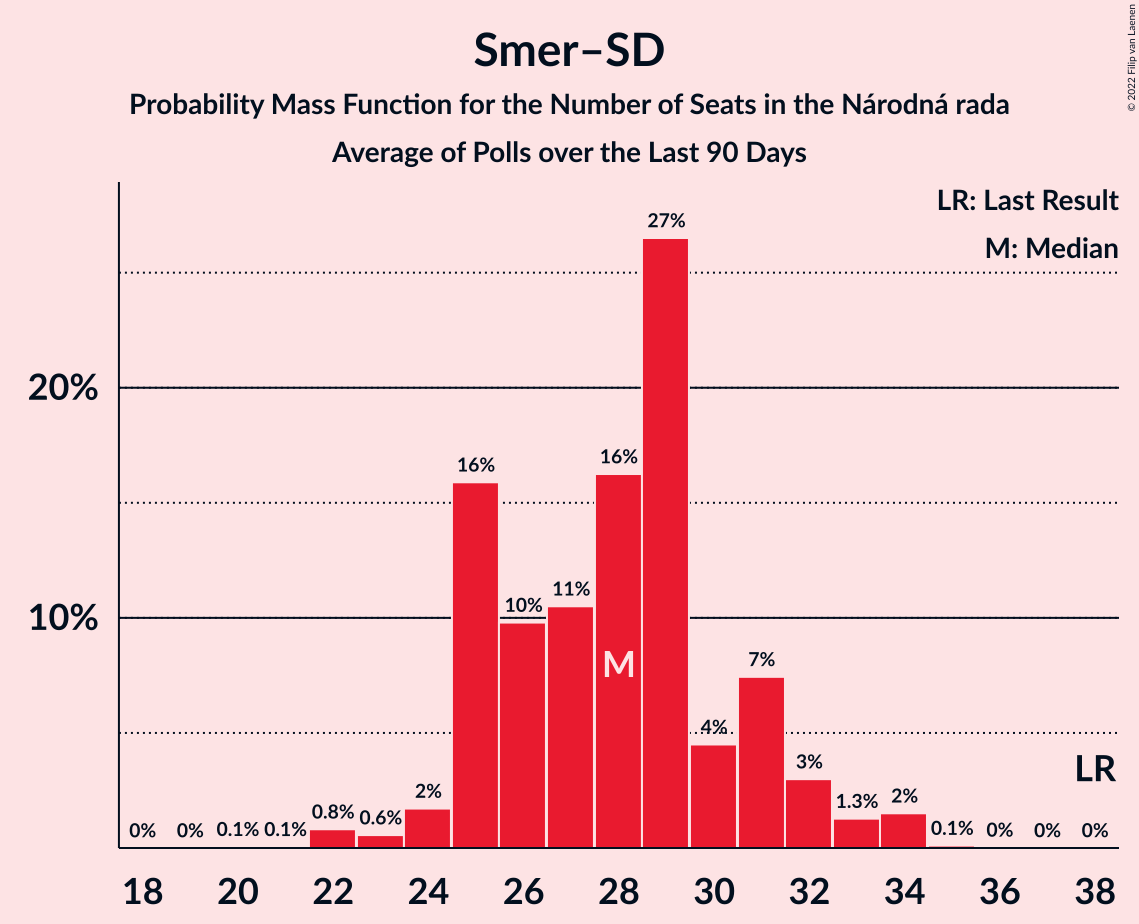 Smer–SD
Probability Mass Function for the Number of Seats in the Národná rada
Average of Polls over the Last 90 Days
© 2022 Filip van Laenen
LR: Last Result
M: Median
27%
20%
16%
16%
10%
10%
11%
M
7%
4%
LR
3%
2%
0.8%
0.6%
1.3%
2%
0%
0%
0.1%
0.1%
0.1%
0%
0%
0%
18 20 22 24 26 28 30 32 34 36 38